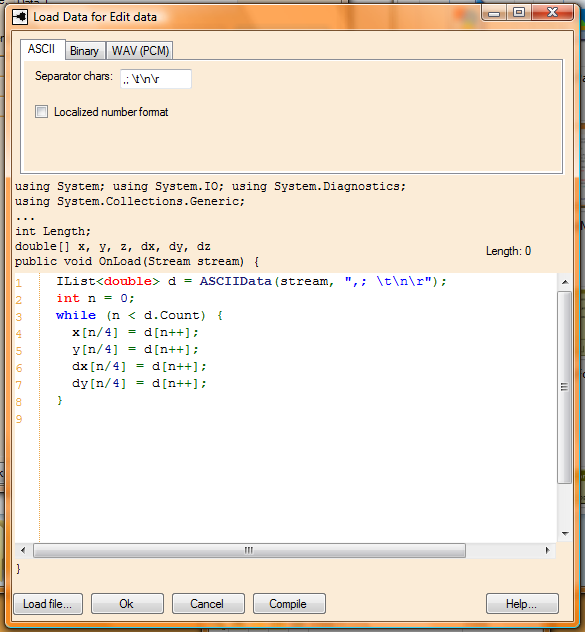 Load Data for Edit data
ASCII Binary WAV (PCM)
Separator chars: ,; \t\n\r
Localized number format
using System; using System.IO; using System.Diagnostics;
using System.Collections.Generic;
...
int Length;
double[] x, y, z, dx, dy, dz
public void OnLoad(Stream stream) {
Length: 0
1 IList<double> d = ASCIIData(stream, ",; \t\n\r");
2 int n = 0;
3 while (n < d.Count) {
4 x[n/4] = d[n++];
5 y[n/4] = d[n++];
6 dx[n/4] = d[n++];
7 dy[n/4] = d[n++];
8 }
9
}
Load file... Ok Cancel Compile Help...